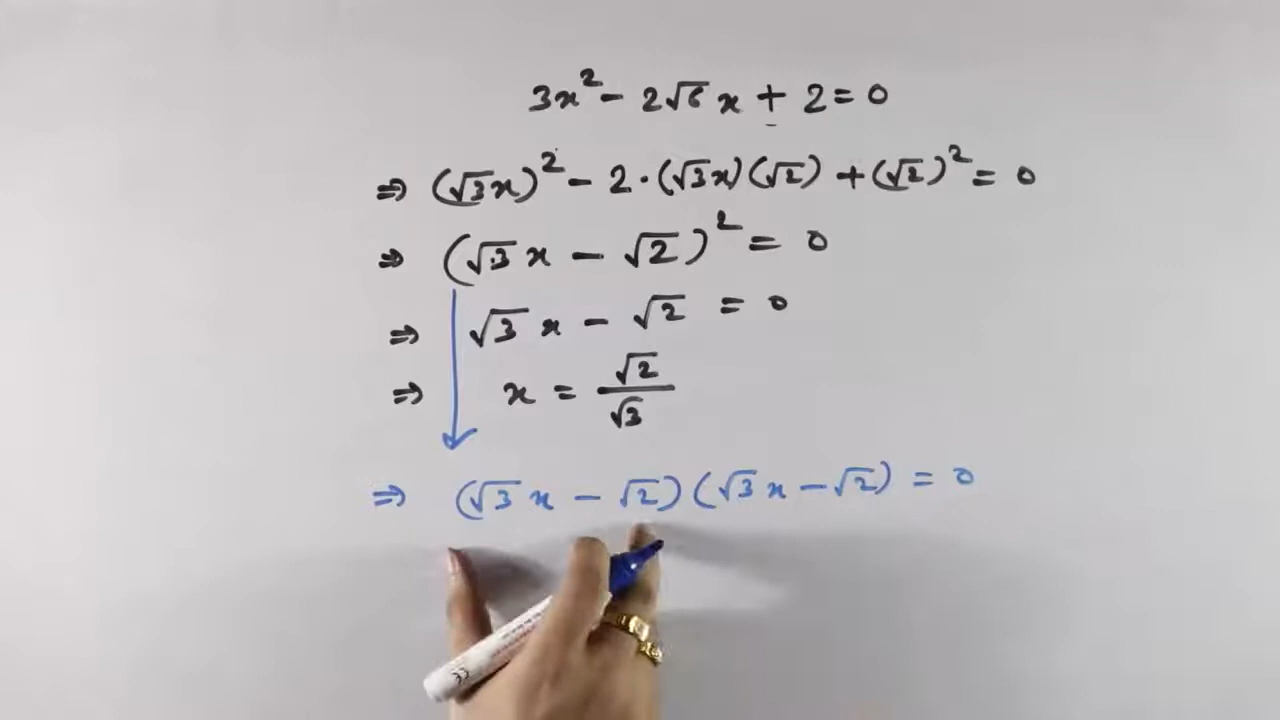 3x² - 2√6 x + 2 = 0
⇒ (√3x)² - 2·(√3x)(√2) + (√2)² = 0
⇒ (√3 x - √2)² = 0
⇒ √3 x - √2 = 0
⇒ x = √2/√3
⇒ (√3 x - √2)(√3 x - √2) = 0